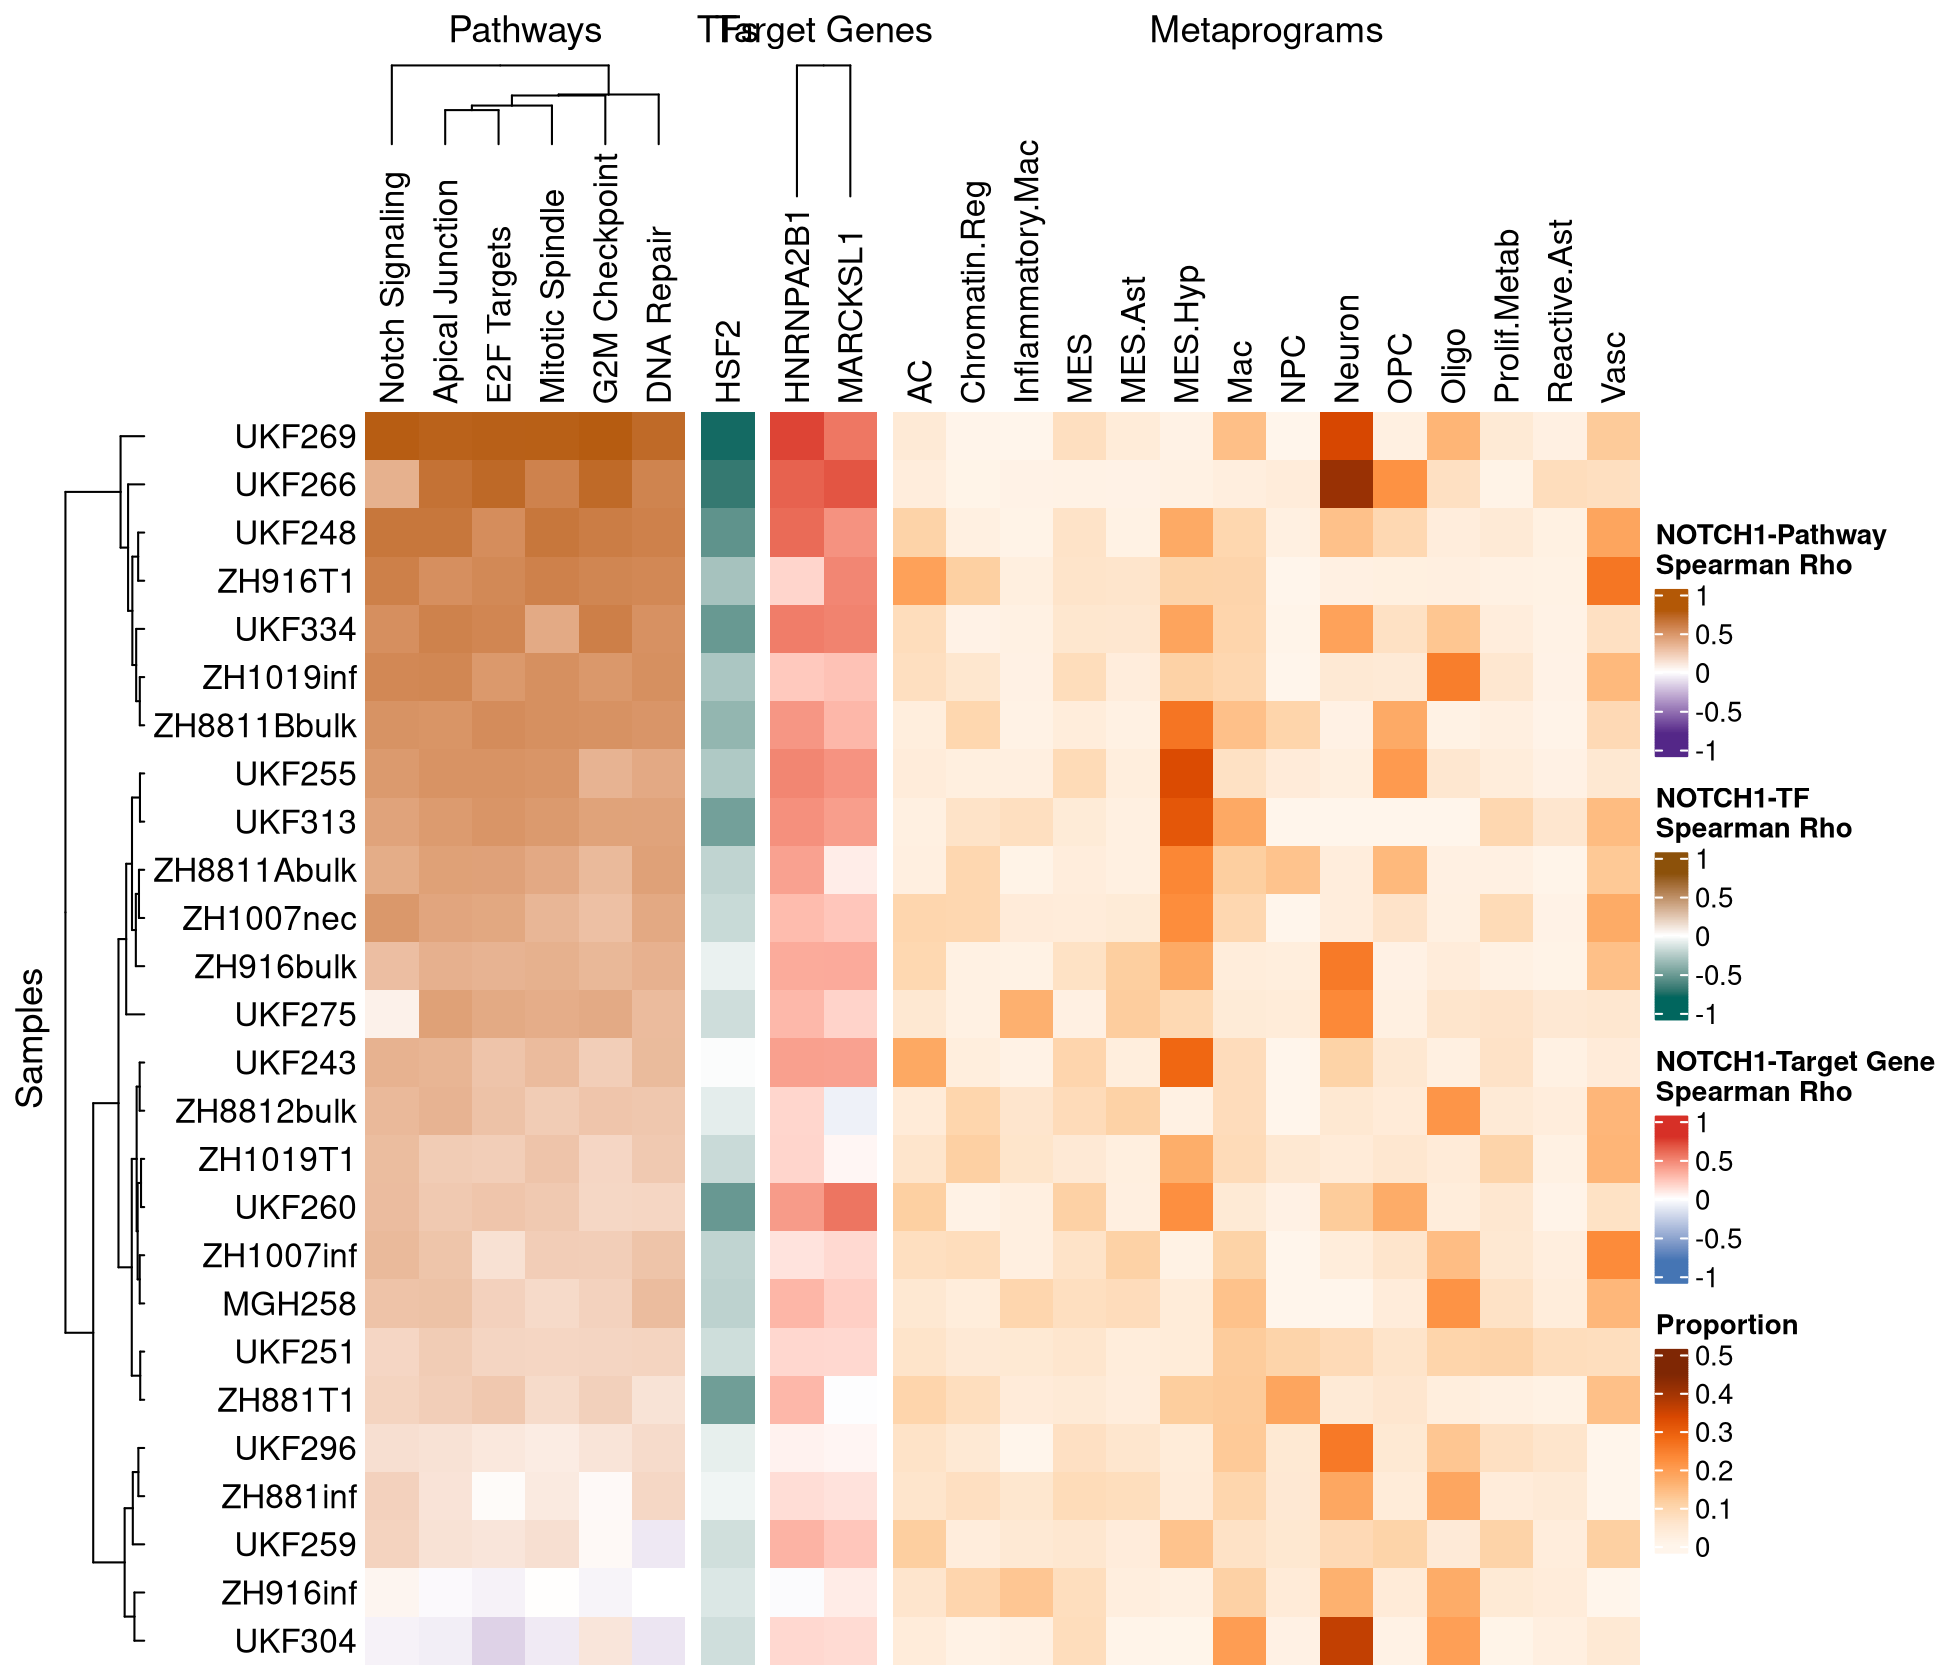 Pathways
TFs
Target Genes
Metaprograms
Notch Signaling
Apical Junction
E2F Targets
Mitotic Spindle
G2M Checkpoint
DNA Repair
HSF2
HNRNPA2B1
MARCKSL1
AC
Chromatin.Reg
Inflammatory.Mac
MES
MES.Ast
MES.Hyp
Mac
NPC
Neuron
OPC
Oligo
Prolif.Metab
Reactive.Ast
Vasc
Samples
UKF269
UKF266
UKF248
ZH916T1
UKF334
ZH1019inf
ZH8811Bbulk
UKF255
UKF313
ZH8811Abulk
ZH1007nec
ZH916bulk
UKF275
UKF243
ZH8812bulk
ZH1019T1
UKF260
ZH1007inf
MGH258
UKF251
ZH881T1
UKF296
ZH881inf
UKF259
ZH916inf
UKF304
NOTCH1-Pathway
Spearman Rho
1
0.5
0
-0.5
-1
NOTCH1-TF
Spearman Rho
1
0.5
0
-0.5
-1
NOTCH1-Target Gene
Spearman Rho
1
0.5
0
-0.5
-1
Proportion
0.5
0.4
0.3
0.2
0.1
0